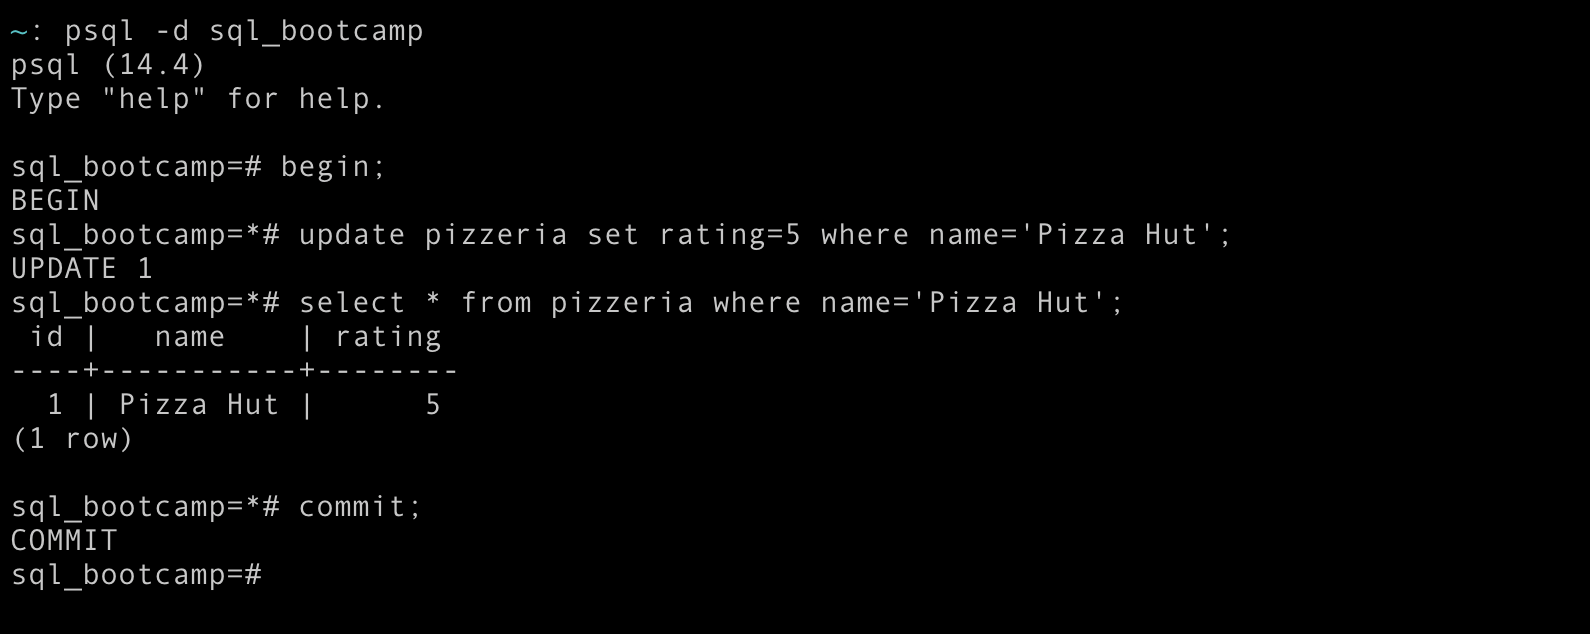 ~: psql -d sql_bootcamp
psql (14.4)
Type "help" for help.
sql_bootcamp=# begin;
BEGIN
sql_bootcamp=*# update pizzeria set rating=5 where name='Pizza Hut';
UPDATE 1
sql_bootcamp=*# select * from pizzeria where name='Pizza Hut';
 id |   name    | rating
----+-----------+--------
  1 | Pizza Hut |      5
(1 row)
sql_bootcamp=*# commit;
COMMIT
sql_bootcamp=#